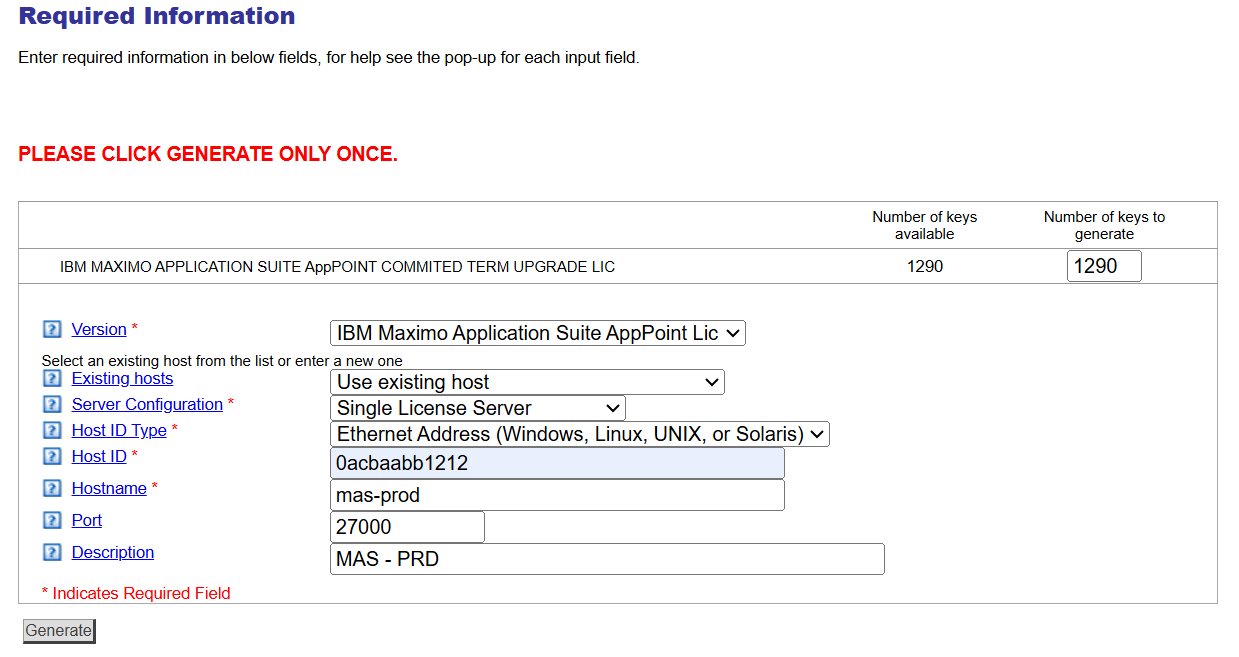 Required Information
Enter required information in below fields, for help see the pop-up for each input field.
PLEASE CLICK GENERATE ONLY ONCE.
Number of keys available
Number of keys to generate
IBM MAXIMO APPLICATION SUITE AppPOINT COMMITED TERM UPGRADE LIC 1290 1290
? Version * IBM Maximo Application Suite AppPoint Lic
Select an existing host from the list or enter a new one
? Existing hosts Use existing host
? Server Configuration * Single License Server
? Host ID Type * Ethernet Address (Windows, Linux, UNIX, or Solaris)
? Host ID * 0acbaabb1212
? Hostname * mas-prod
? Port 27000
? Description MAS - PRD
* Indicates Required Field
Generate